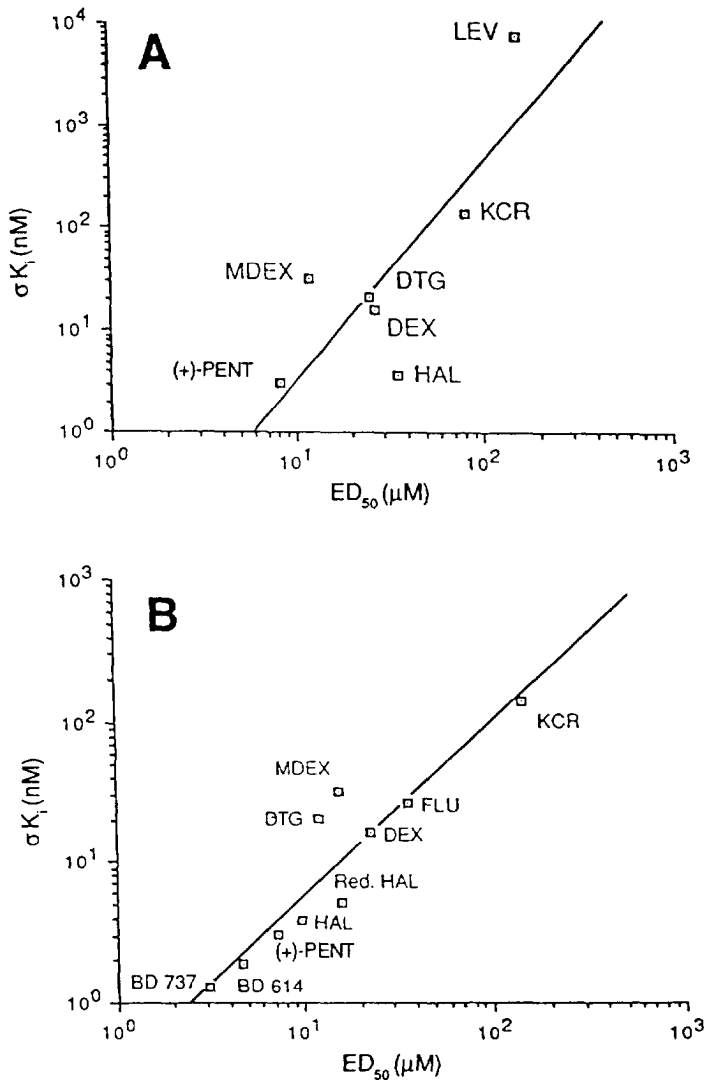 A
10⁴
10³
10²
10¹
10⁰
σ Kᵢ (nM)
LEV
KCR
MDEX
DTG
DEX
(+)-PENT
HAL
10⁰
10¹
10²
10³
ED₅₀ (μM)
B
10³
10²
10¹
10⁰
σ Kᵢ (nM)
KCR
MDEX
FLU
DTG
DEX
Red. HAL
HAL
(+)-PENT
BD 737
BD 614
10⁰
10¹
10²
10³
ED₅₀ (μM)